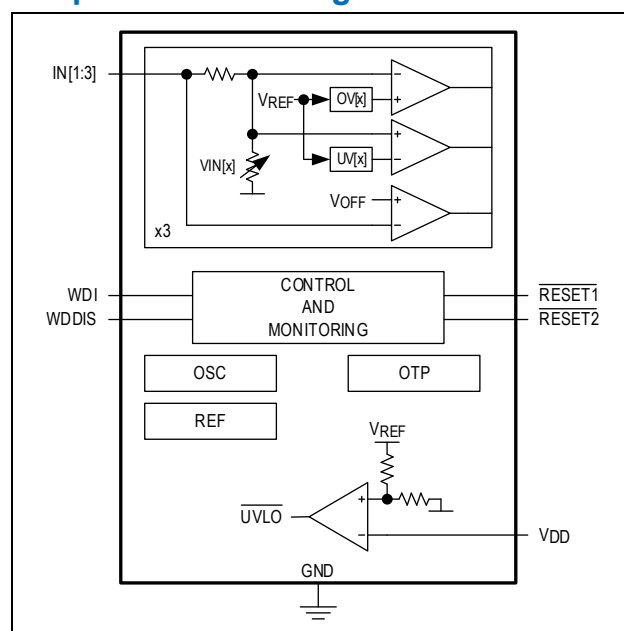 IN[1:3]
VREF
OV[x]
UV[x]
VIN[x]
VOFF
x3
−
+
+
−
+
−
WDI
WDDIS
CONTROL
AND
MONITORING
RESET1
RESET2
OSC
OTP
REF
VREF
UVLO
+
−
VDD
GND